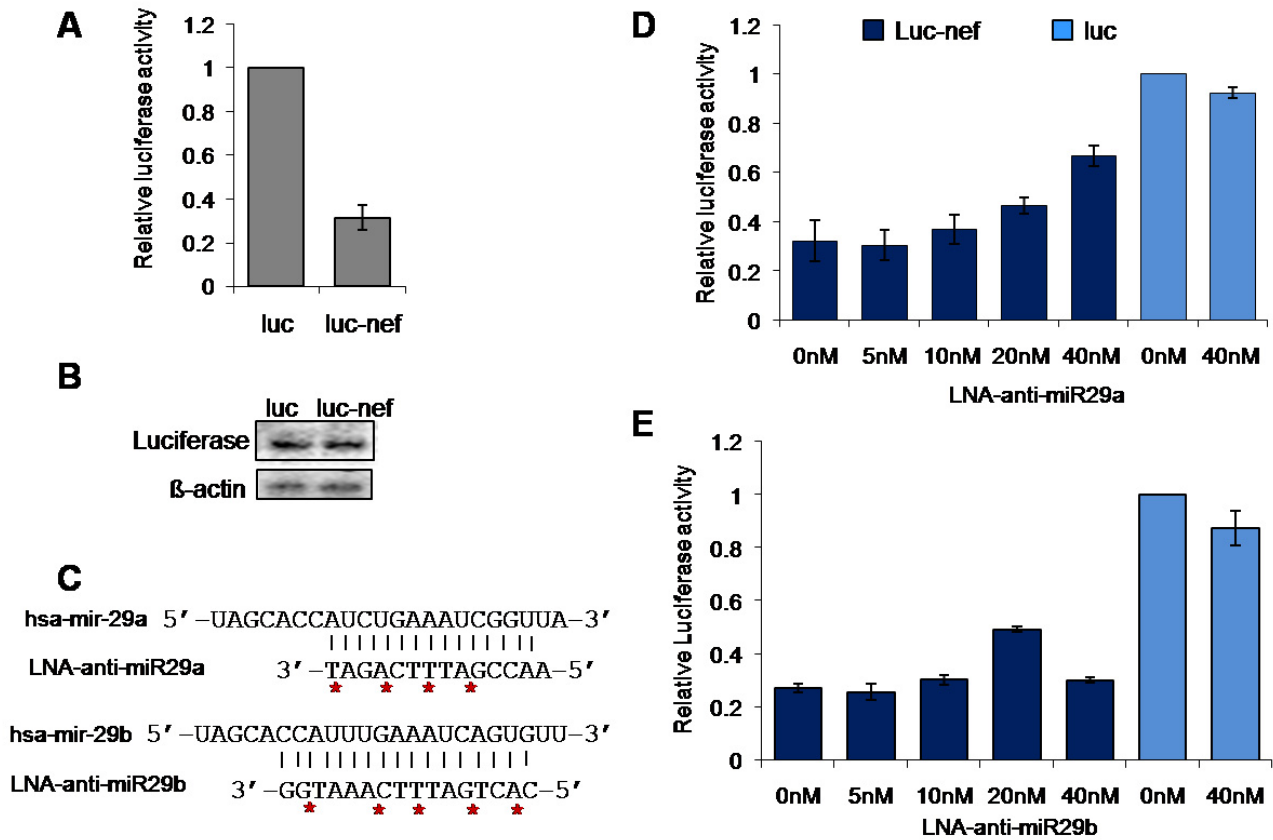 A
Relative luciferase activity
1.2
1
0.8
0.6
0.4
0.2
0
luc luc-nef
B
luc luc-nef
Luciferase
ß-actin
C
hsa-mir-29a 5′ -UAGCACCAUCUGAAAUCGGUUA-3′
LNA-anti-miR29a 3′ -TAGACTTTAGCCAA-5′
hsa-mir-29b 5′ -UAGCACCAUUUGAAAUCAGUGUU-3′
LNA-anti-miR29b 3′ -GGTAAACTTTAGTCAC-5′
D
Luc-nef luc
Relative luciferase activity
1.2
1
0.8
0.6
0.4
0.2
0
0nM 5nM 10nM 20nM 40nM 0nM 40nM
LNA-anti-miR29a
E
Relative Luciferase activity
1.2
1
0.8
0.6
0.4
0.2
0
0nM 5nM 10nM 20nM 40nM 0nM 40nM
LNA-anti-miR29b